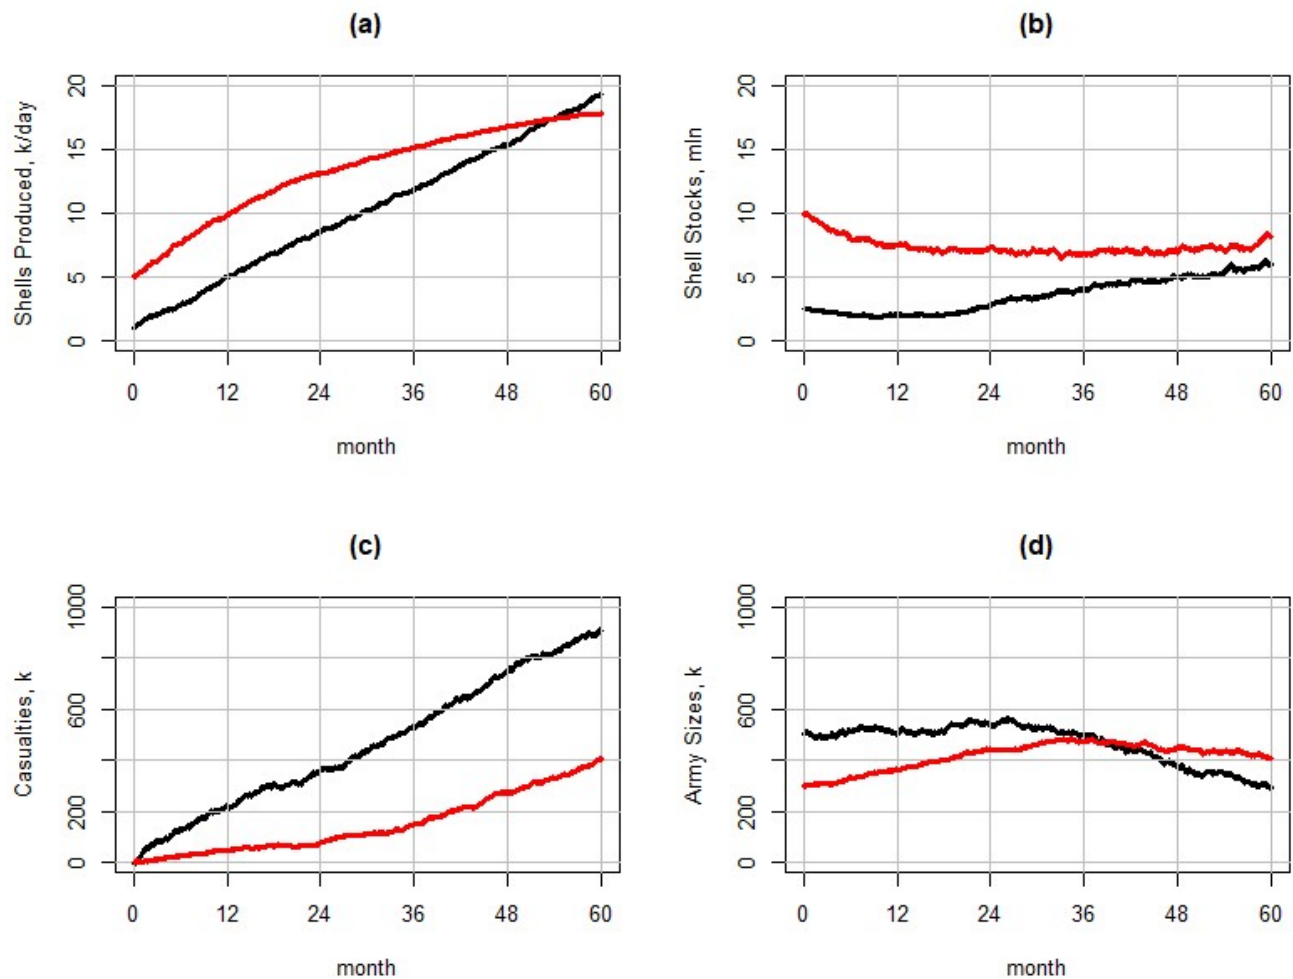 (a)
Shells Produced, k/day
20
15
10
5
0
0 12 24 36 48 60
month
(b)
Shell Stocks, mln
20
15
10
5
0
0 12 24 36 48 60
month
(c)
Casualties, k
1000
600
200
0
0 12 24 36 48 60
month
(d)
Army Sizes, k
1000
600
200
0
0 12 24 36 48 60
month